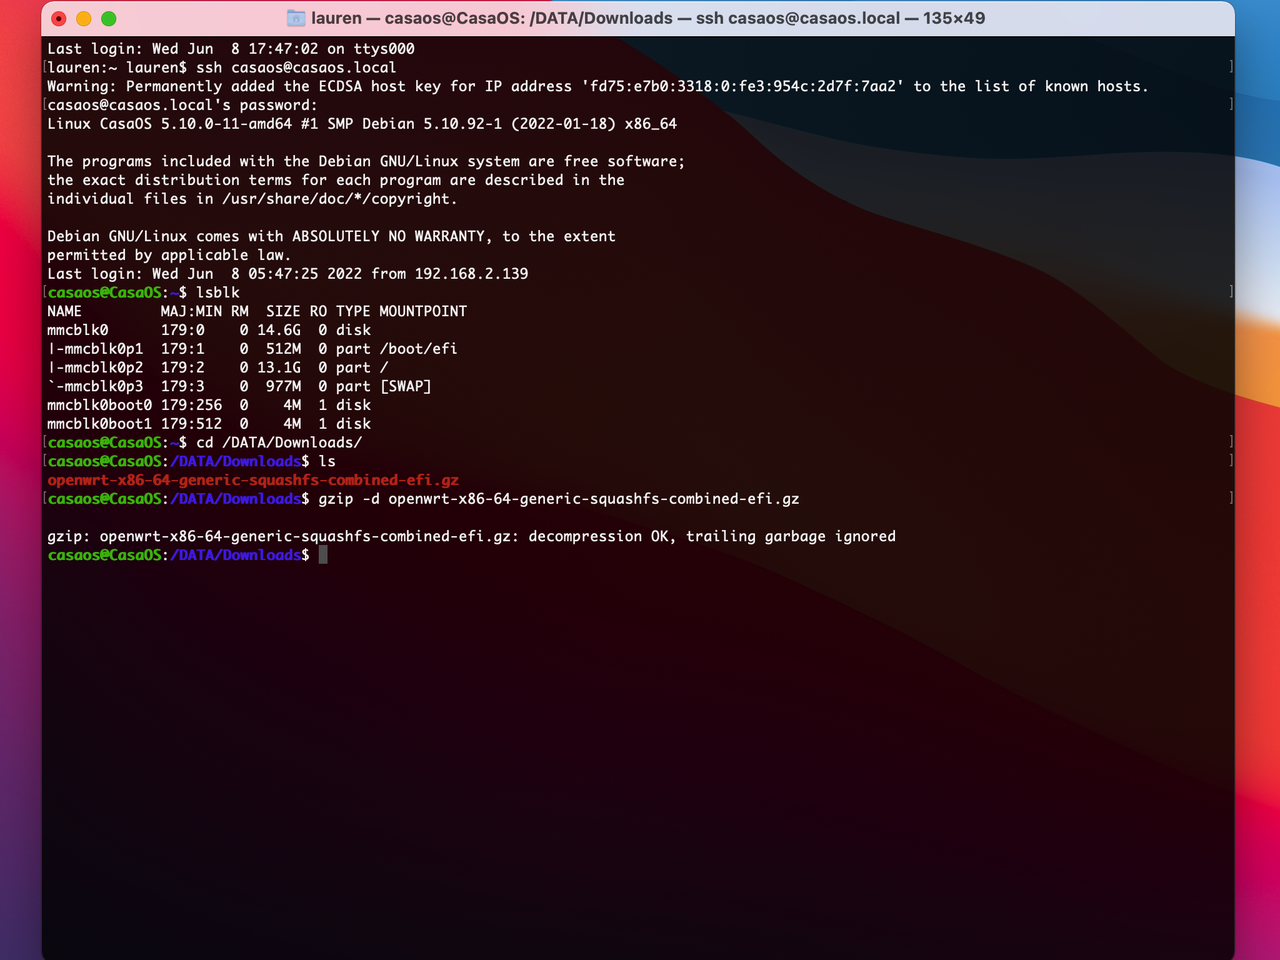 lauren — casaos@CasaOS: /DATA/Downloads — ssh casaos@casaos.local — 135×49
Last login: Wed Jun  8 17:47:02 on ttys000
[lauren:~ lauren$ ssh casaos@casaos.local ]
Warning: Permanently added the ECDSA host key for IP address 'fd75:e7b0:3318:0:fe3:954c:2d7f:7aa2' to the list of known hosts.
[casaos@casaos.local's password: ]
Linux CasaOS 5.10.0-11-amd64 #1 SMP Debian 5.10.92-1 (2022-01-18) x86_64
The programs included with the Debian GNU/Linux system are free software;
the exact distribution terms for each program are described in the
individual files in /usr/share/doc/*/copyright.
Debian GNU/Linux comes with ABSOLUTELY NO WARRANTY, to the extent
permitted by applicable law.
Last login: Wed Jun  8 05:47:25 2022 from 192.168.2.139
[casaos@CasaOS:~$ lsblk ]
NAME         MAJ:MIN RM  SIZE RO TYPE MOUNTPOINT
mmcblk0      179:0    0 14.6G  0 disk
|-mmcblk0p1  179:1    0  512M  0 part /boot/efi
|-mmcblk0p2  179:2    0 13.1G  0 part /
`-mmcblk0p3  179:3    0  977M  0 part [SWAP]
mmcblk0boot0 179:256  0    4M  1 disk
mmcblk0boot1 179:512  0    4M  1 disk
[casaos@CasaOS:~$ cd /DATA/Downloads/ ]
[casaos@CasaOS:/DATA/Downloads$ ls ]
openwrt-x86-64-generic-squashfs-combined-efi.gz
[casaos@CasaOS:/DATA/Downloads$ gzip -d openwrt-x86-64-generic-squashfs-combined-efi.gz ]
gzip: openwrt-x86-64-generic-squashfs-combined-efi.gz: decompression OK, trailing garbage ignored
casaos@CasaOS:/DATA/Downloads$